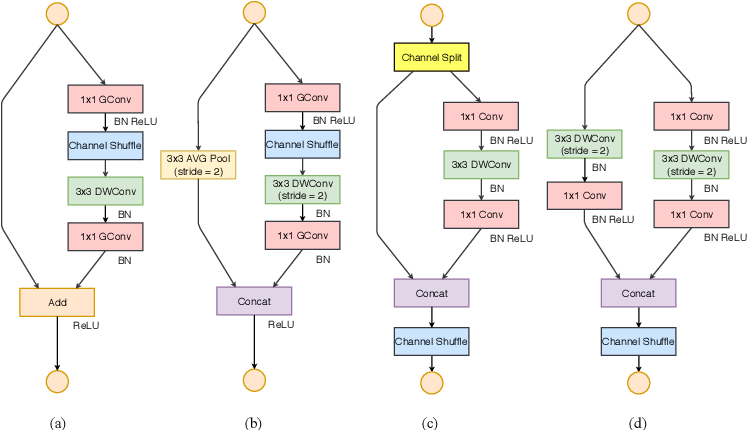 1x1 GConv
BN ReLU
Channel Shuffle
3x3 DWConv
BN
1x1 GConv
BN
Add
ReLU
(a)
1x1 GConv
BN ReLU
Channel Shuffle
3x3 AVG Pool
(stride = 2)
3x3 DWConv
(stride = 2)
BN
1x1 GConv
BN
Concat
ReLU
(b)
Channel Split
1x1 Conv
BN ReLU
3x3 DWConv
BN
1x1 Conv
BN ReLU
Concat
Channel Shuffle
(c)
3x3 DWConv
(stride = 2)
BN
1x1 Conv
BN ReLU
1x1 Conv
BN ReLU
3x3 DWConv
(stride = 2)
BN
1x1 Conv
BN ReLU
Concat
Channel Shuffle
(d)